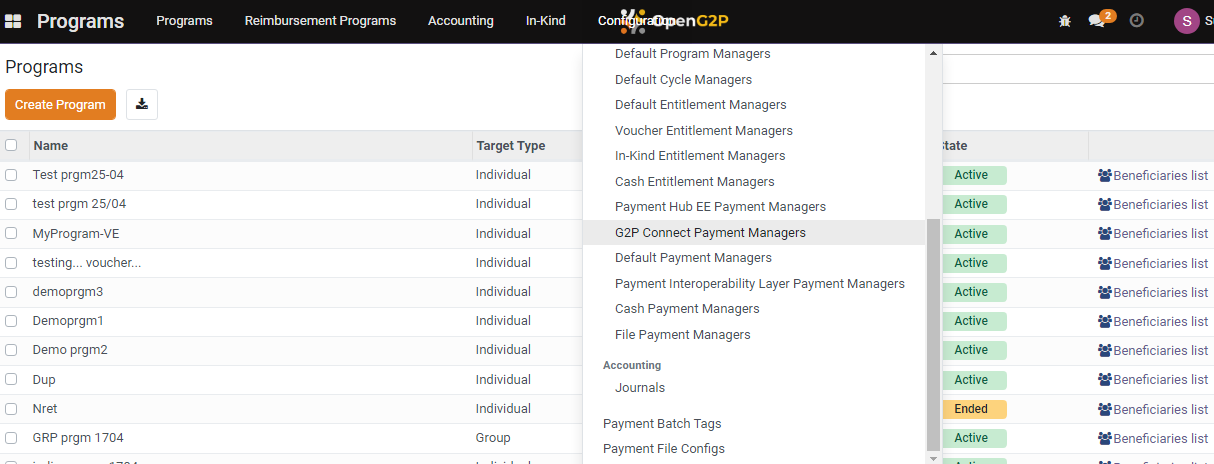 Programs Programs Reimbursement Programs Accounting In-Kind Configuration OpenG2P 2 S
Programs
Create Program
Name Target Type State
Test prgm25-04 Individual Active Beneficiaries list
test prgm 25/04 Individual Active Beneficiaries list
MyProgram-VE Individual Active Beneficiaries list
testing... voucher... Individual Active Beneficiaries list
demoprgm3 Individual Active Beneficiaries list
Demoprgm1 Individual Active Beneficiaries list
Demo prgm2 Individual Active Beneficiaries list
Dup Individual Active Beneficiaries list
Nret Individual Ended Beneficiaries list
GRP prgm 1704 Group Active Beneficiaries list
Default Program Managers
Default Cycle Managers
Default Entitlement Managers
Voucher Entitlement Managers
In-Kind Entitlement Managers
Cash Entitlement Managers
Payment Hub EE Payment Managers
G2P Connect Payment Managers
Default Payment Managers
Payment Interoperability Layer Payment Managers
Cash Payment Managers
File Payment Managers
Accounting
Journals
Payment Batch Tags
Payment File Configs